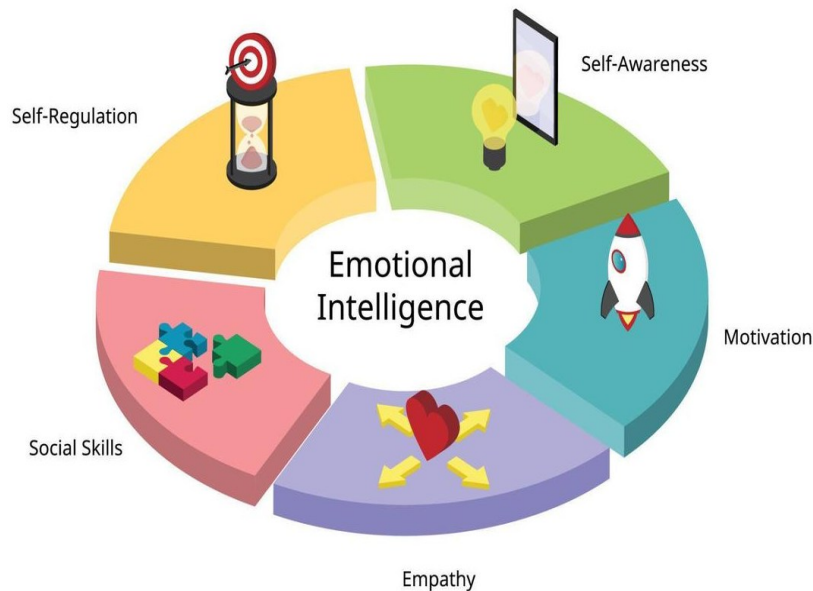 Self-Awareness
Self-Regulation
Emotional
Intelligence
Motivation
Social Skills
Empathy